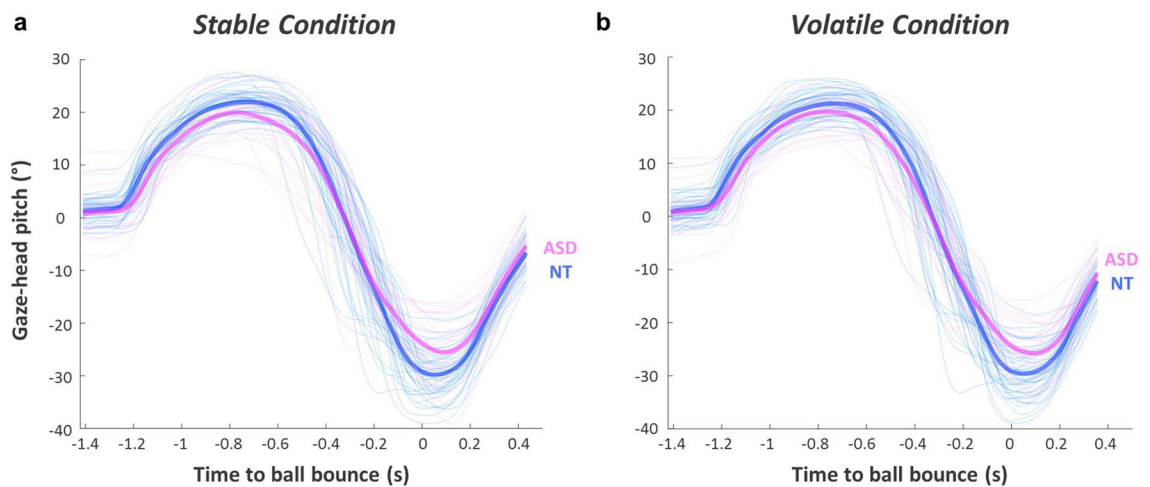 a
Stable Condition
b
Volatile Condition
Gaze-head pitch (°)
30
20
10
0
-10
-20
-30
-40
-1.4 -1.2 -1 -0.8 -0.6 -0.4 -0.2 0 0.2 0.4
Time to ball bounce (s)
ASD
NT
30
20
10
0
-10
-20
-30
-40
-1.4 -1.2 -1 -0.8 -0.6 -0.4 -0.2 0 0.2 0.4
Time to ball bounce (s)
ASD
NT